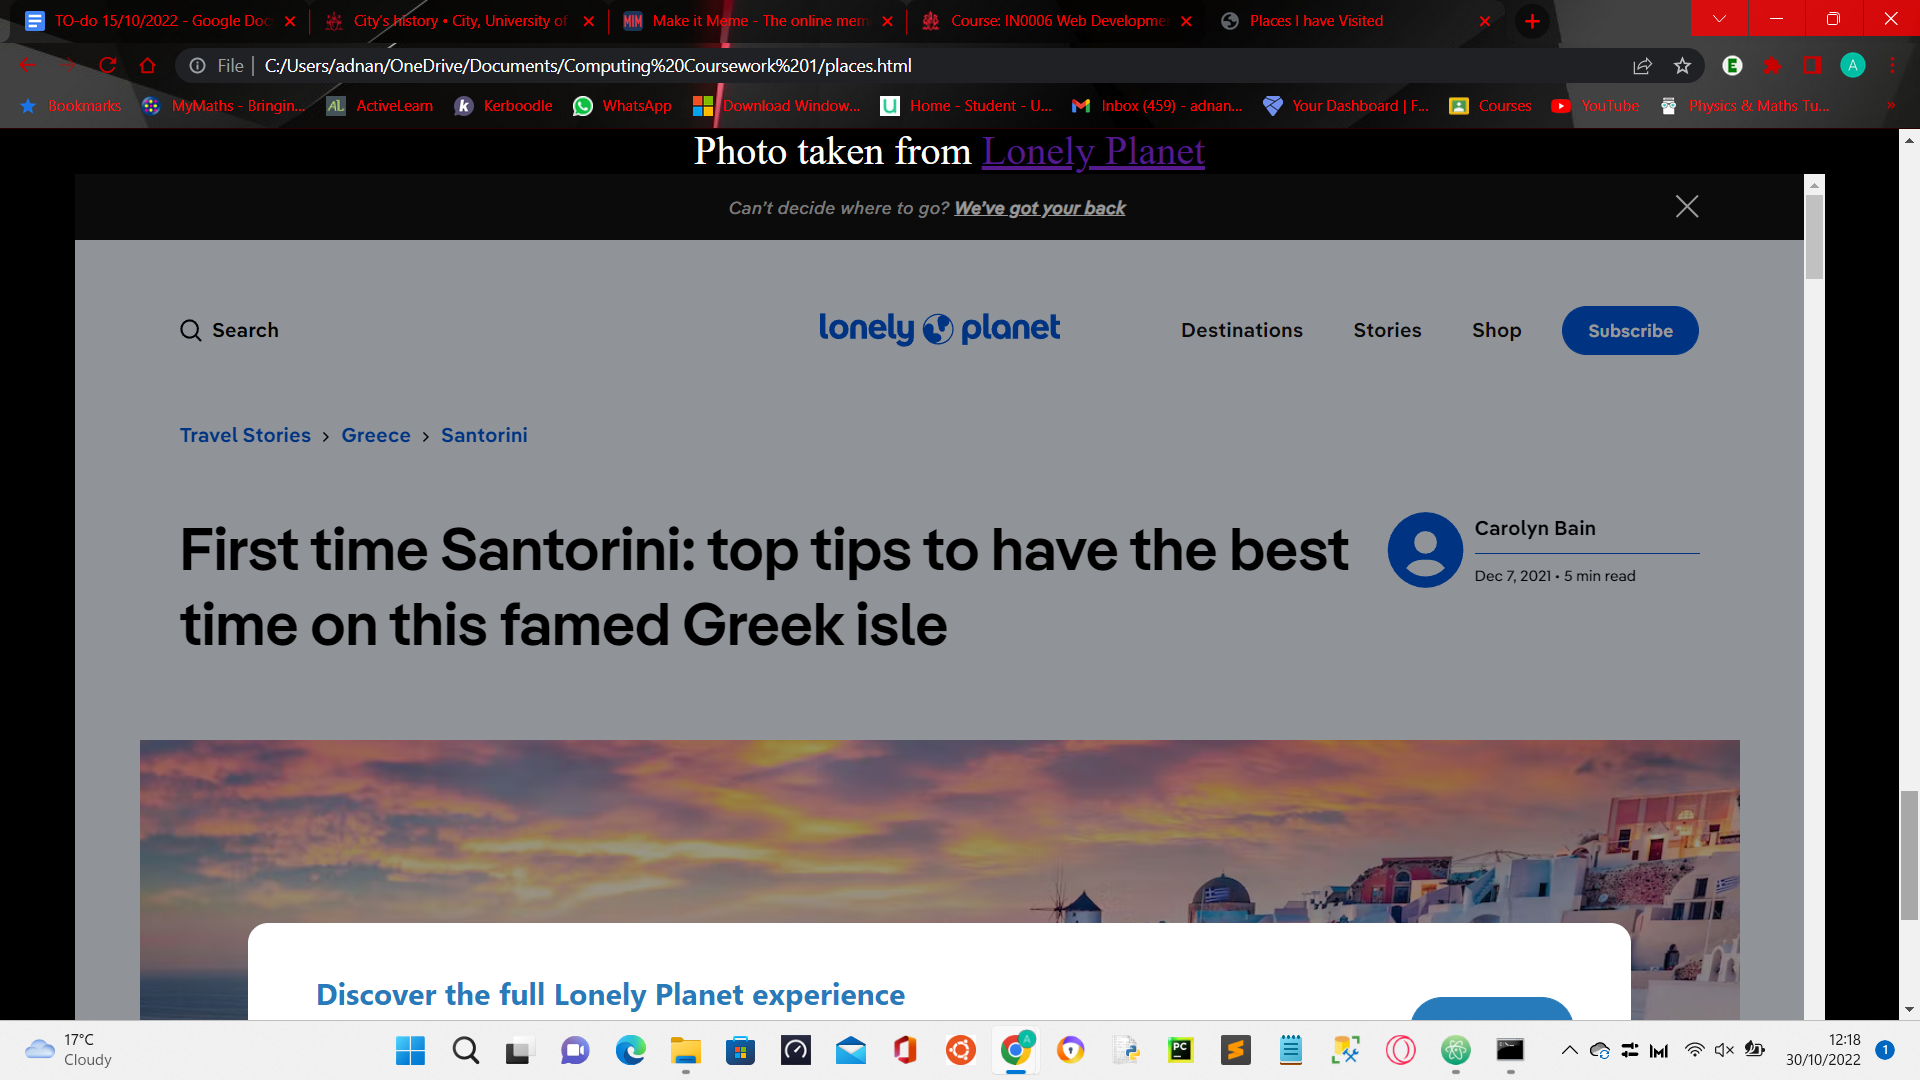 TO-do 15/10/2022 - Google Doc
City's history • City, University of
Make it Meme - The online mem
Course: IN0006 Web Developmen
Places I have Visited
File
C:/Users/adnan/OneDrive/Documents/Computing%20Coursework%201/places.html
A
Bookmarks
MyMaths - Bringin...
ActiveLearn
Kerboodle
WhatsApp
Download Window...
Home - Student - U...
Inbox (459) - adnan...
Your Dashboard | F...
Courses
YouTube
Physics & Maths Tu...
»
Photo taken from Lonely Planet
Can't decide where to go? We've got your back
Search
lonely planet
Destinations
Stories
Shop
Subscribe
Travel Stories > Greece > Santorini
First time Santorini: top tips to have the best
time on this famed Greek isle
Carolyn Bain
Dec 7, 2021 • 5 min read
Discover the full Lonely Planet experience
17°C
Cloudy
12:18
30/10/2022
1